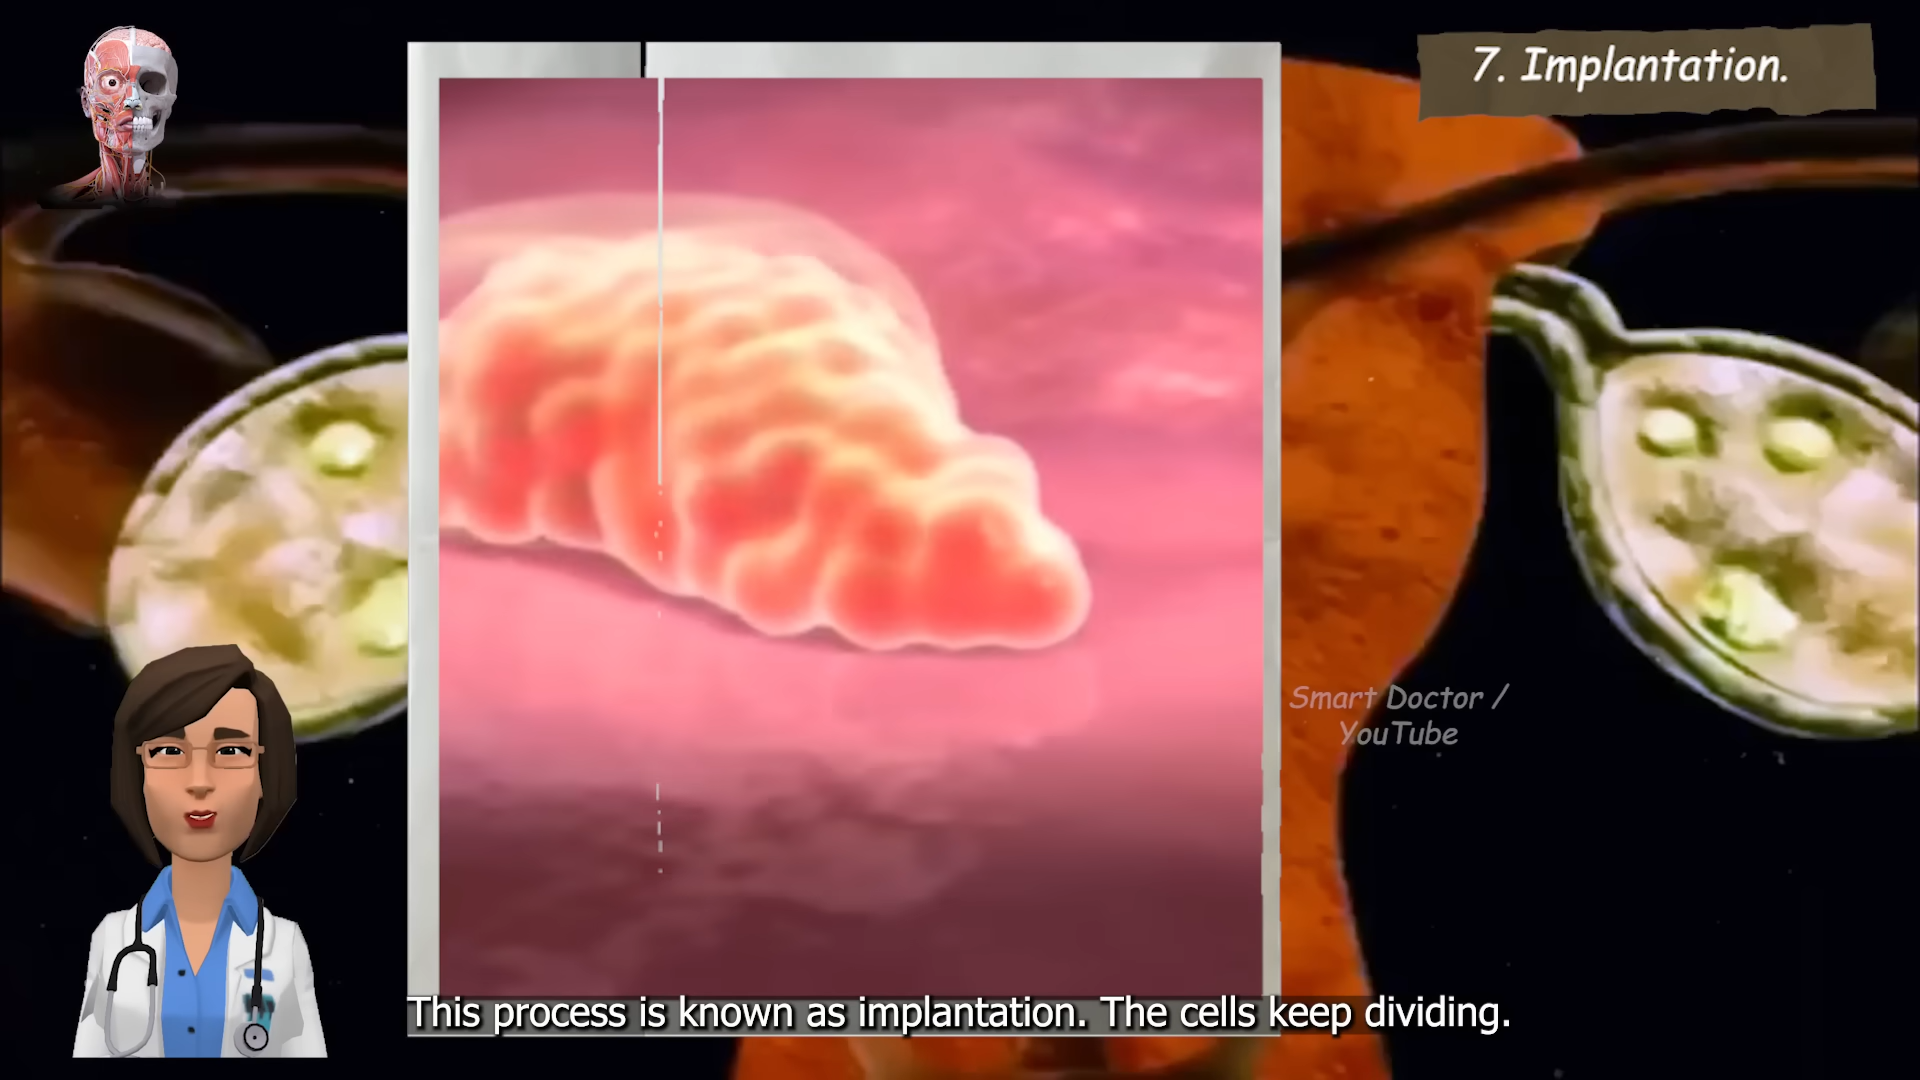 7. Implantation.
Smart Doctor /
YouTube
This process is known as implantation. The cells keep dividing.